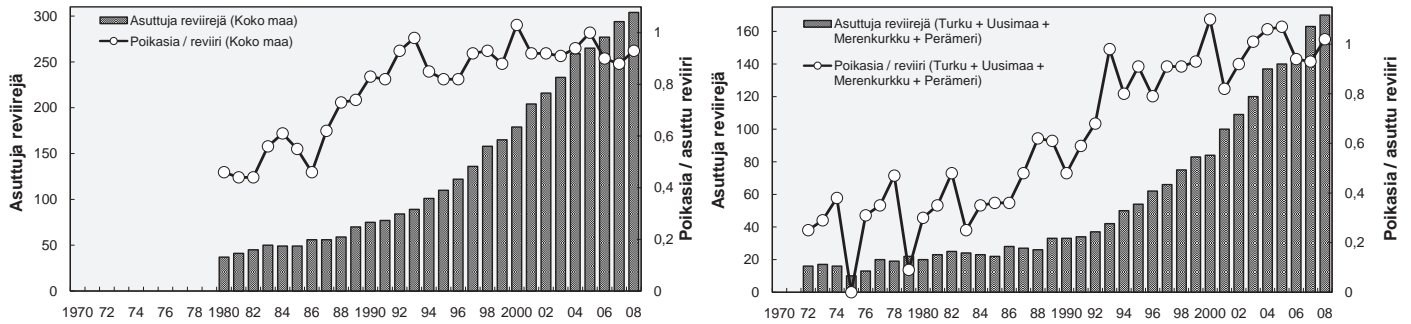 Asuttuja reviirejä (Koko maa)
Poikasia / reviiri (Koko maa)
Asuttuja reviirejä
300
250
200
150
100
50
0
Poikasia / asuttu reviiri
1
0,8
0,6
0,4
0,2
0
1970 72 74 76 78 1980 82 84 86 88 1990 92 94 96 98 2000 02 04 06 08
Asuttuja reviirejä (Turku + Uusimaa +
Merenkurkku + Perämeri)
Poikasia / reviiri (Turku + Uusimaa +
Merenkurkku + Perämeri)
Asuttuja reviirejä
160
140
120
100
80
60
40
20
0
Poikasia / asuttu reviiri
1
0,8
0,6
0,4
0,2
0
1970 72 74 76 78 1980 82 84 86 88 1990 92 94 96 98 2000 02 04 06 08